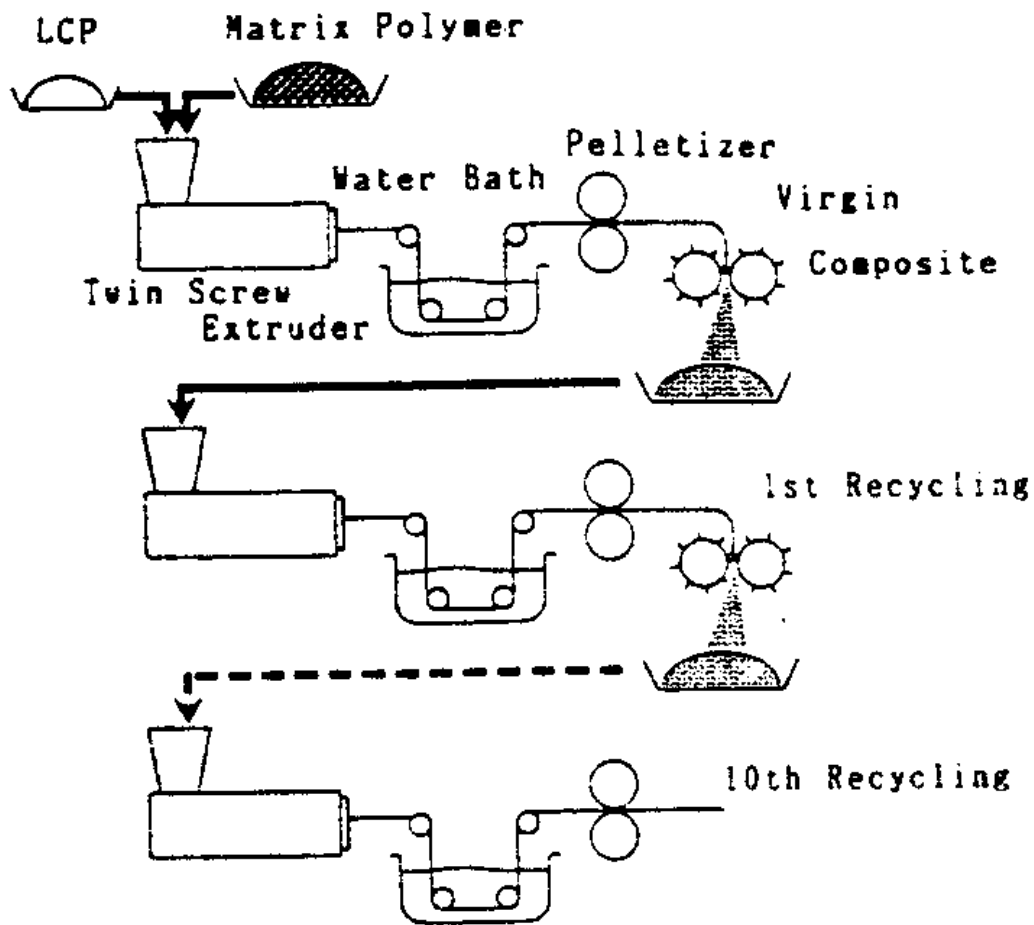 LCP
Matrix Polymer
Pelletizer
Water Bath
Virgin
Composite
Twin Screw
Extruder
1st Recycling
10th Recycling